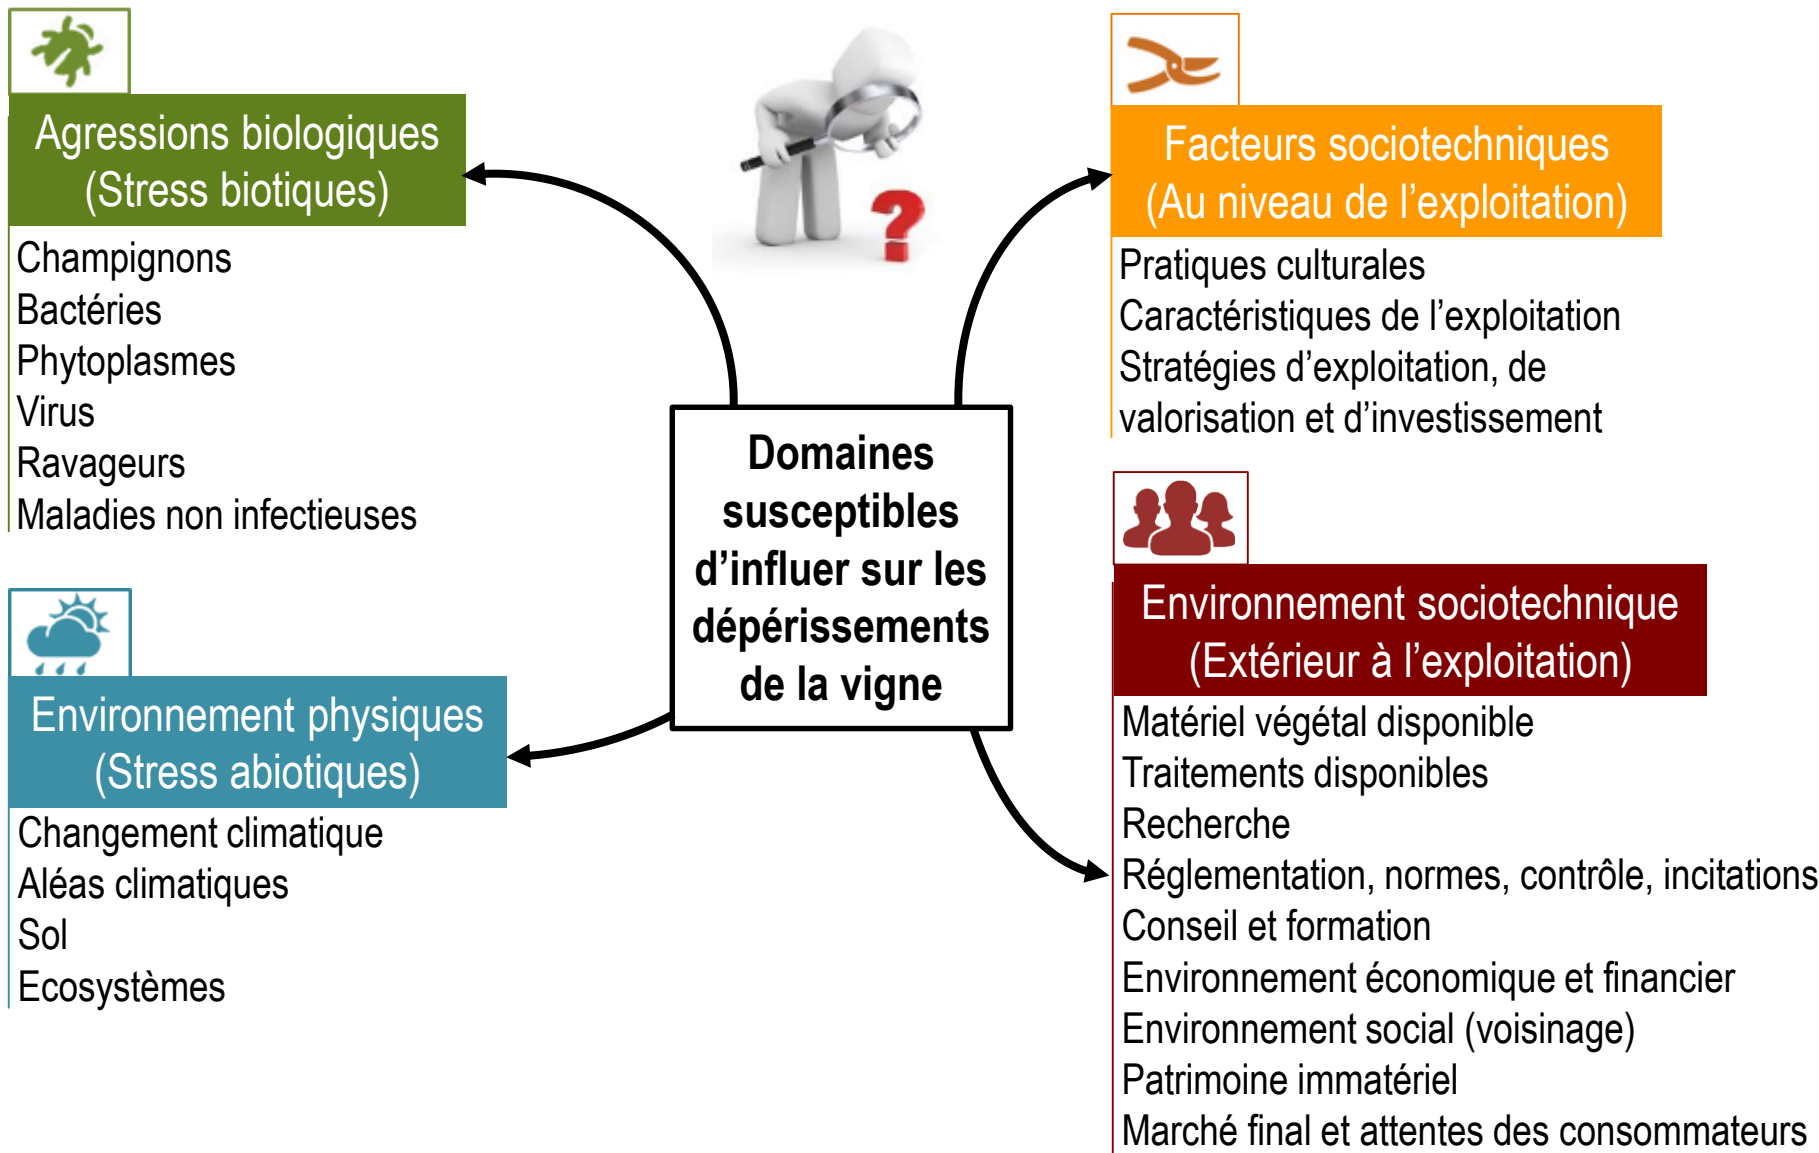 Agressions biologiques
(Stress biotiques)
Champignons
Bactéries
Phytoplasmes
Virus
Ravageurs
Maladies non infectieuses
Environnement physiques
(Stress abiotiques)
Changement climatique
Aléas climatiques
Sol
Ecosystèmes
?
Domaines
susceptibles
d’influer sur les
dépérissements
de la vigne
Facteurs sociotechniques
(Au niveau de l’exploitation)
Pratiques culturales
Caractéristiques de l’exploitation
Stratégies d’exploitation, de
valorisation et d’investissement
Environnement sociotechnique
(Extérieur à l’exploitation)
Matériel végétal disponible
Traitements disponibles
Recherche
Réglementation, normes, contrôle, incitations
Conseil et formation
Environnement économique et financier
Environnement social (voisinage)
Patrimoine immatériel
Marché final et attentes des consommateurs